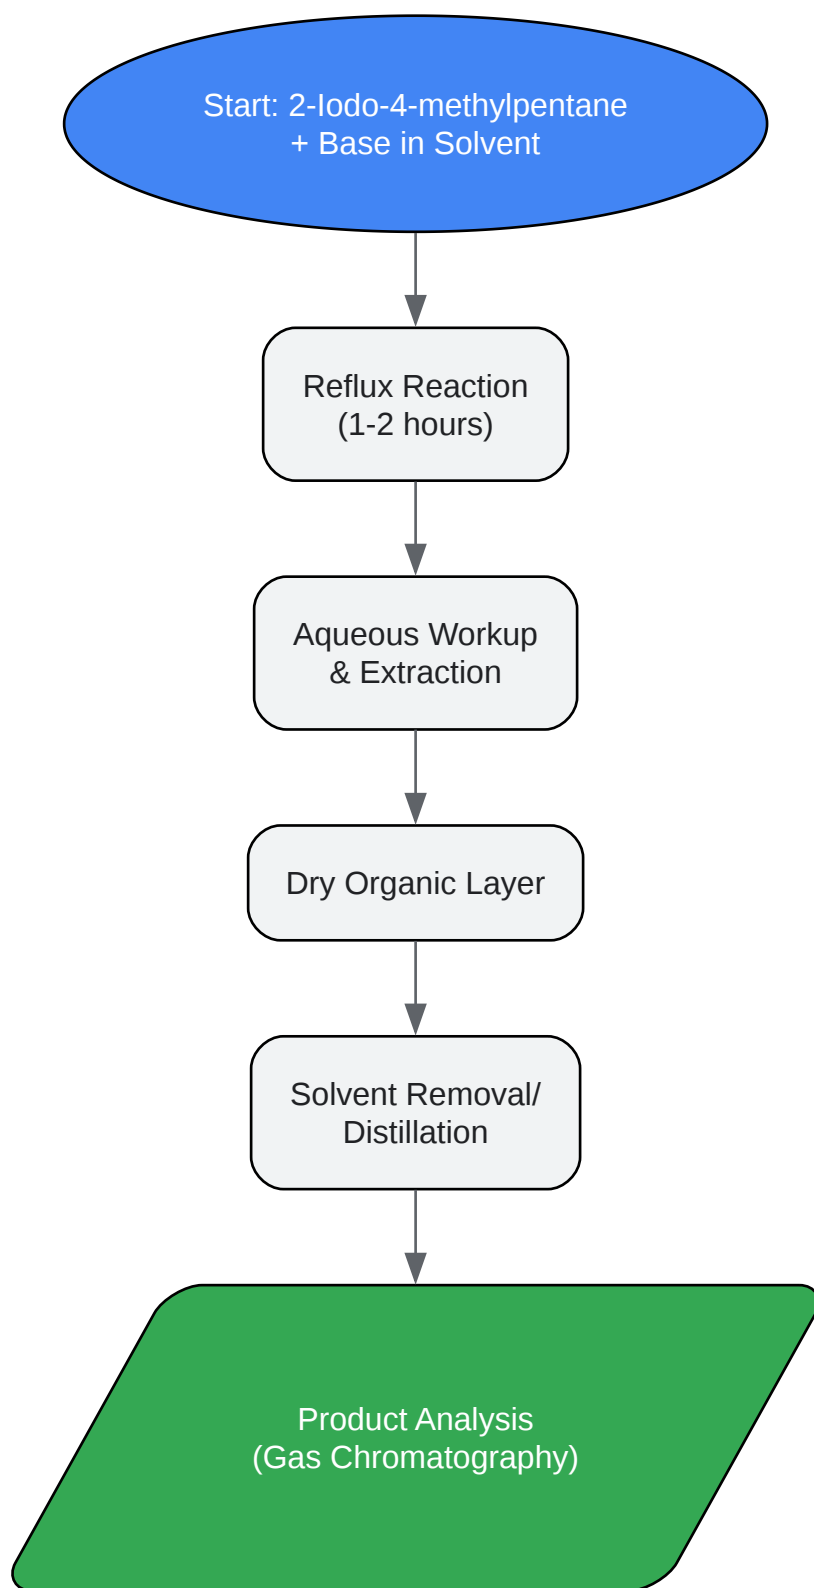 Start: 2-Iodo-4-methylpentane
+ Base in Solvent
Reflux Reaction
(1-2 hours)
Aqueous Workup
& Extraction
Dry Organic Layer
Solvent Removal/
Distillation
Product Analysis
(Gas Chromatography)